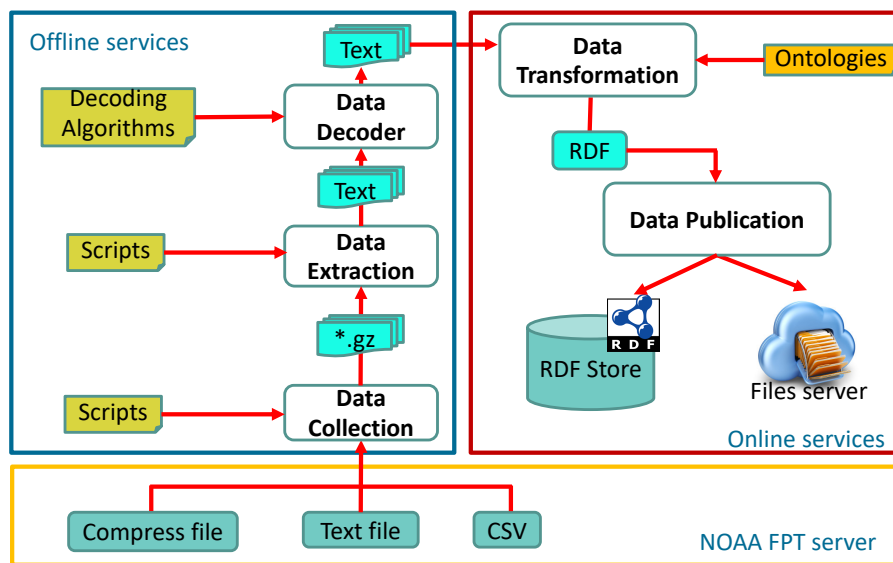 Offline services
Text
Data
Transformation
Ontologies
Decoding
Algorithms
Data
Decoder
RDF
Text
Data Publication
Scripts
Data
Extraction
*.gz
R D F
RDF Store
Files server
Scripts
Data
Collection
Online services
Compress file
Text file
CSV
NOAA FPT server